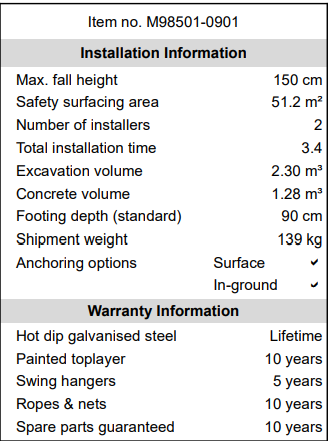 Item no. M98501-0901
Installation Information
Max. fall height 150 cm
Safety surfacing area 51.2 m²
Number of installers 2
Total installation time 3.4
Excavation volume 2.30 m³
Concrete volume 1.28 m³
Footing depth (standard) 90 cm
Shipment weight 139 kg
Anchoring options Surface ✓
In-ground ✓
Warranty Information
Hot dip galvanised steel Lifetime
Painted toplayer 10 years
Swing hangers 5 years
Ropes & nets 10 years
Spare parts guaranteed 10 years